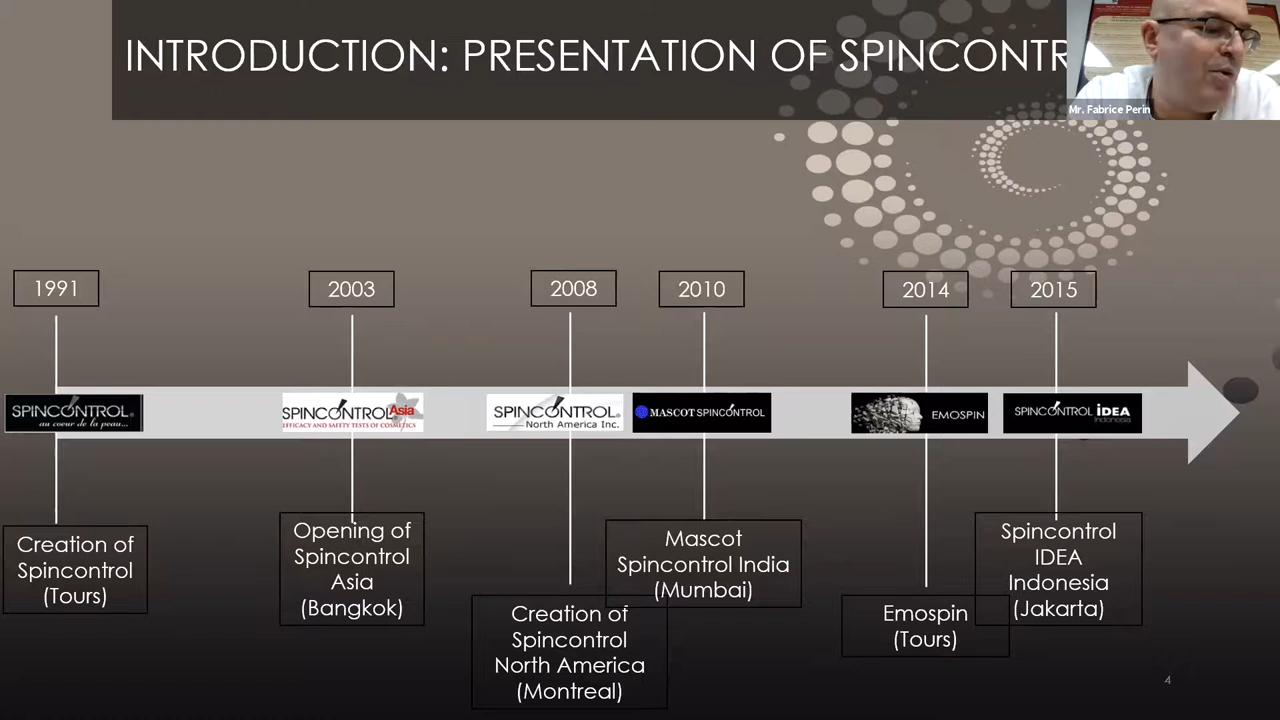 INTRODUCTION: PRESENTATION OF SPINCONTR
Mr. Fabrice Perin
1991
2003
2008
2010
2014
2015
SPINCONTROL®
au coeur de la peau...
SPINCONTROL Asia
EFFICACY AND SAFETY TESTS OF COSMETICS
SPINCONTROL®
North America Inc.
MASCOT SPINCONTROL
EMOSPIN
SPINCONTROL IDEA
Indonesia
Creation of
Spincontrol
(Tours)
Opening of
Spincontrol
Asia
(Bangkok)
Creation of
Spincontrol
North America
(Montreal)
Mascot
Spincontrol India
(Mumbai)
Emospin
(Tours)
Spincontrol
IDEA
Indonesia
(Jakarta)
4